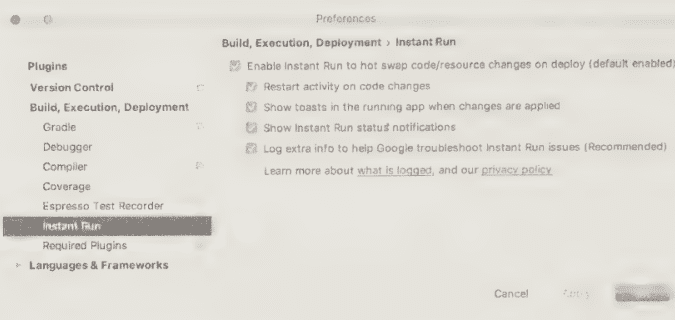 Preferences
Build, Execution, Deployment › Instant Run
Plugins
Version Control
Build, Execution, Deployment
Gradle
Debugger
Compiler
Coverage
Espresso Test Recorder
Instant Run
Required Plugins
Languages & Frameworks
Enable Instant Run to hot swap code/resource changes on deploy (default enabled)
Restart activity on code changes
Show toasts in the running app when changes are applied
Show Instant Run status notifications
Log extra info to help Google troubleshoot Instant Run issues (Recommended)
Learn more about what is logged, and our privacy policy
Cancel